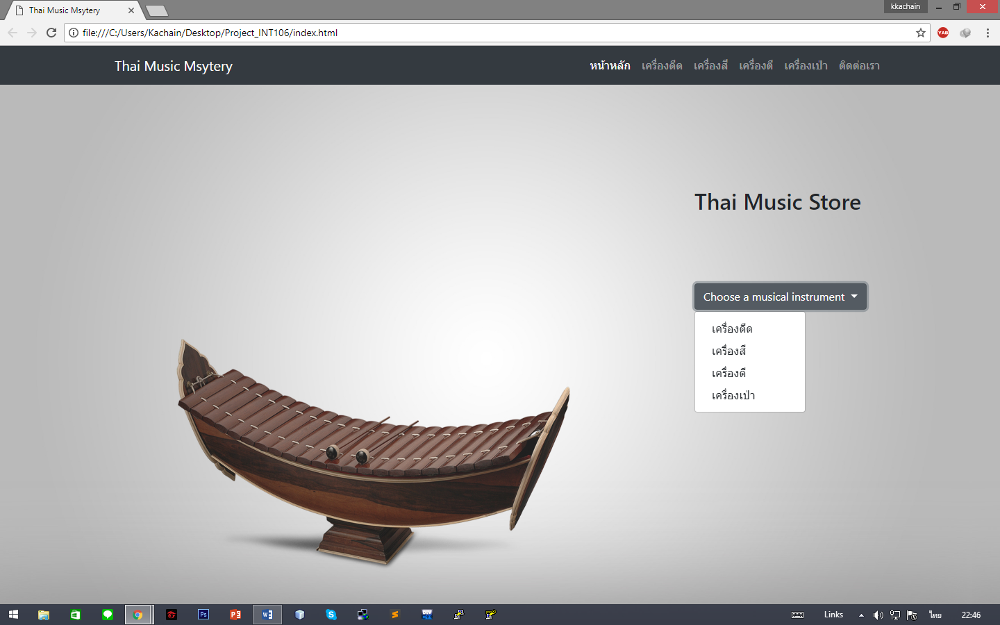 Thai Music Msytery
kkachain
file:///C:/Users/Kachain/Desktop/Project_INT106/index.html
YAB
Thai Music Msytery
หน้าหลัก เครื่องดีด เครื่องสี เครื่องตี เครื่องเป่า ติดต่อเรา
Thai Music Store
Choose a musical instrument
เครื่องดีด
เครื่องสี
เครื่องตี
เครื่องเป่า
Links
ไทย
22:46